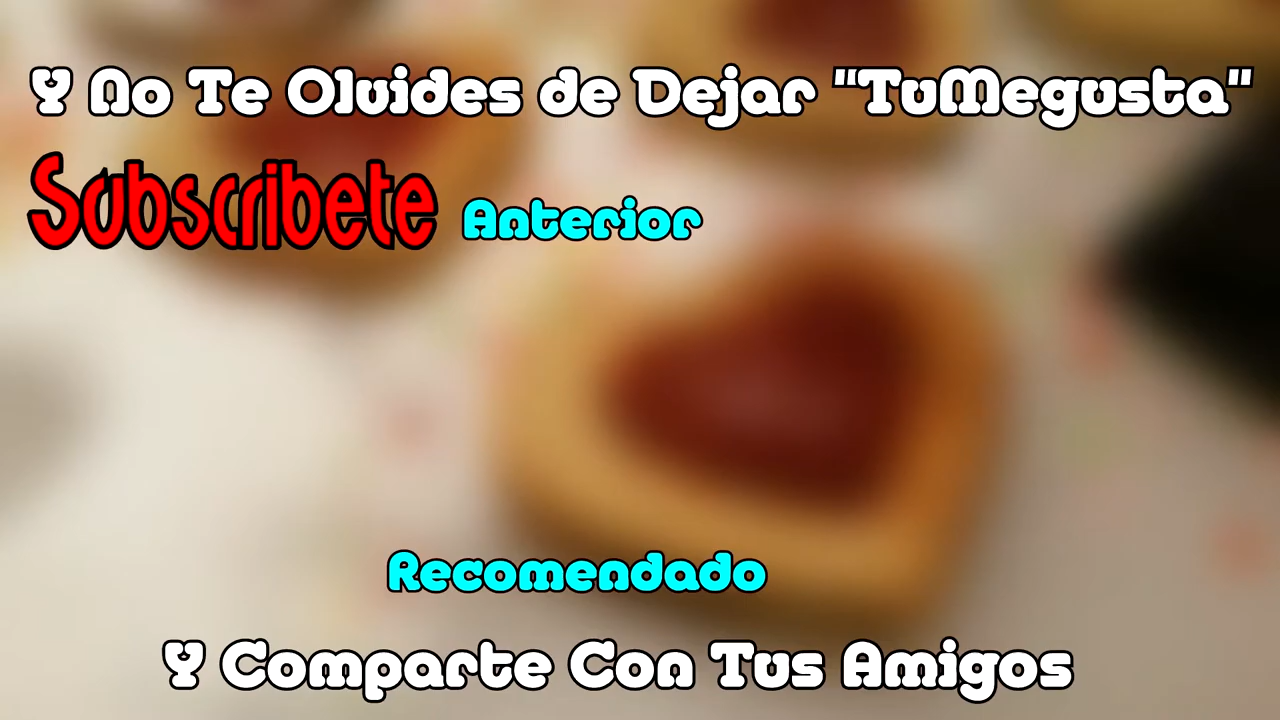 Y No Te Olvides de Dejar "TuMegusta"
Subscribete
Anterior
Recomendado
Y Comparte Con Tus Amigos